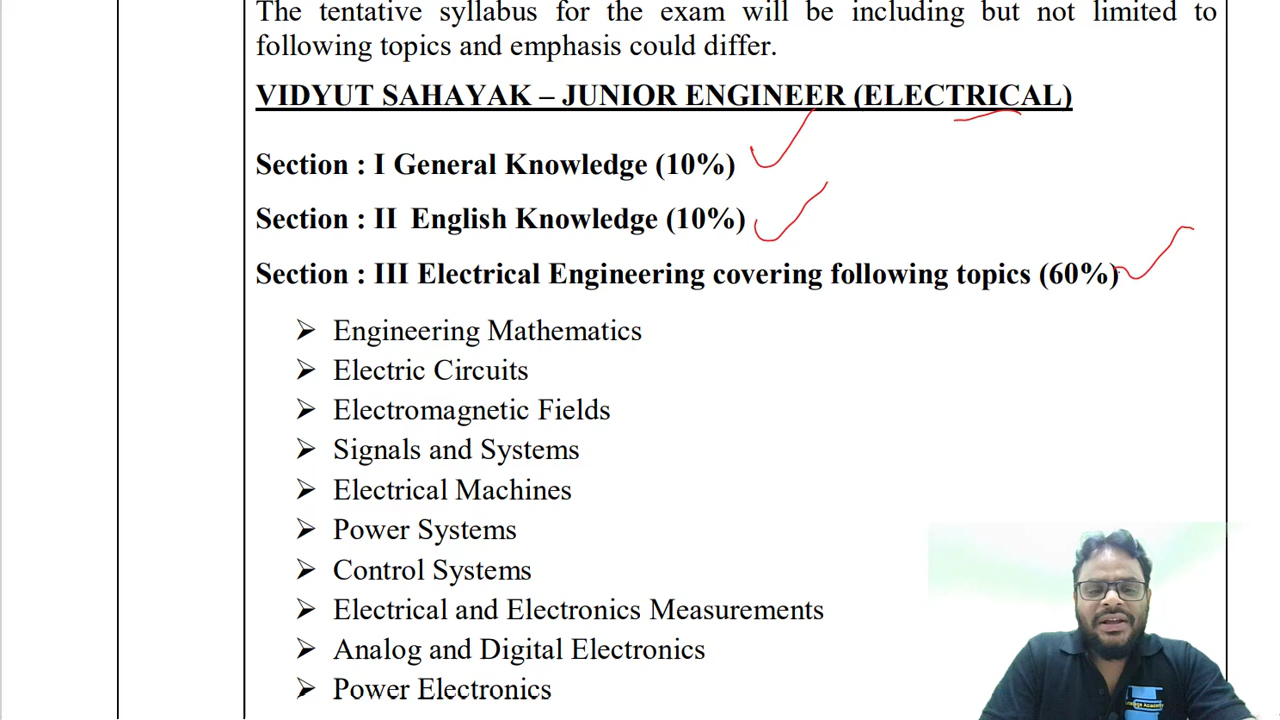 The tentative syllabus for the exam will be including but not limited to
following topics and emphasis could differ.
VIDYUT SAHAYAK – JUNIOR ENGINEER (ELECTRICAL)
Section : I General Knowledge (10%)
Section : II English Knowledge (10%)
Section : III Electrical Engineering covering following topics (60%)
➢ Engineering Mathematics
➢ Electric Circuits
➢ Electromagnetic Fields
➢ Signals and Systems
➢ Electrical Machines
➢ Power Systems
➢ Control Systems
➢ Electrical and Electronics Measurements
➢ Analog and Digital Electronics
➢ Power Electronics